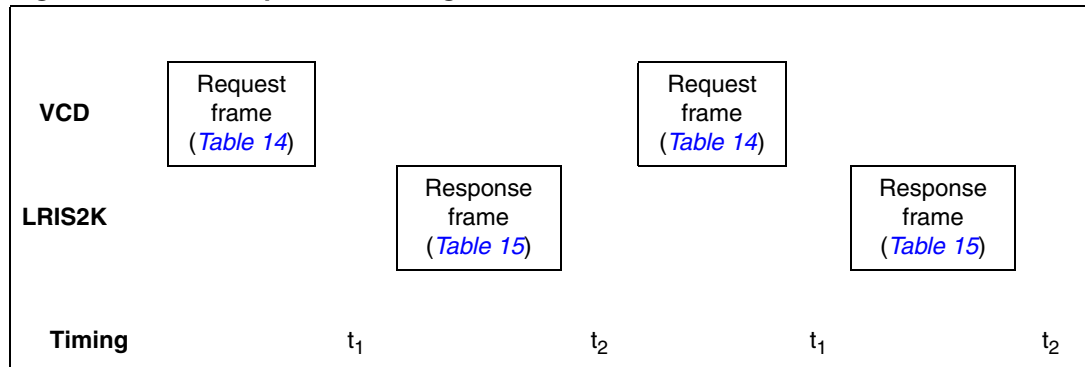 VCD
Request
frame
(Table 14)
Request
frame
(Table 14)
LRIS2K
Response
frame
(Table 15)
Response
frame
(Table 15)
Timing t1 t2 t1 t2